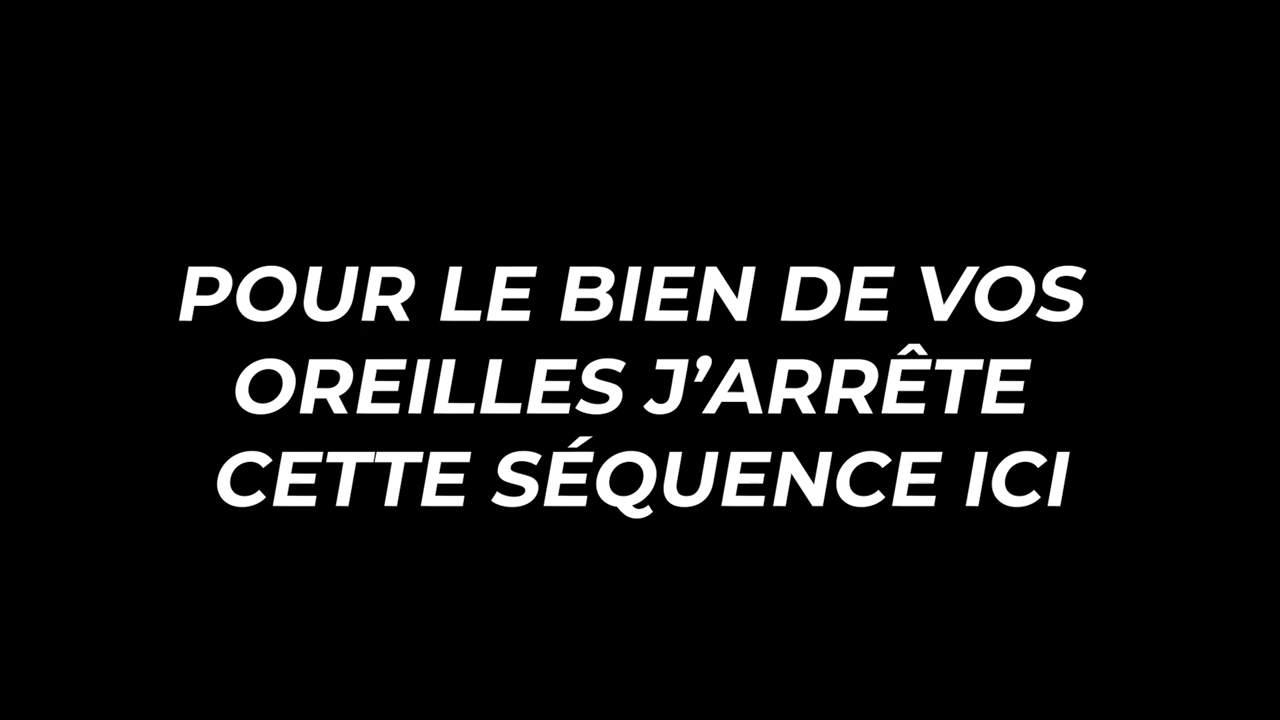 POUR LE BIEN DE VOS
OREILLES J’ARRÊTE
CETTE SÉQUENCE ICI